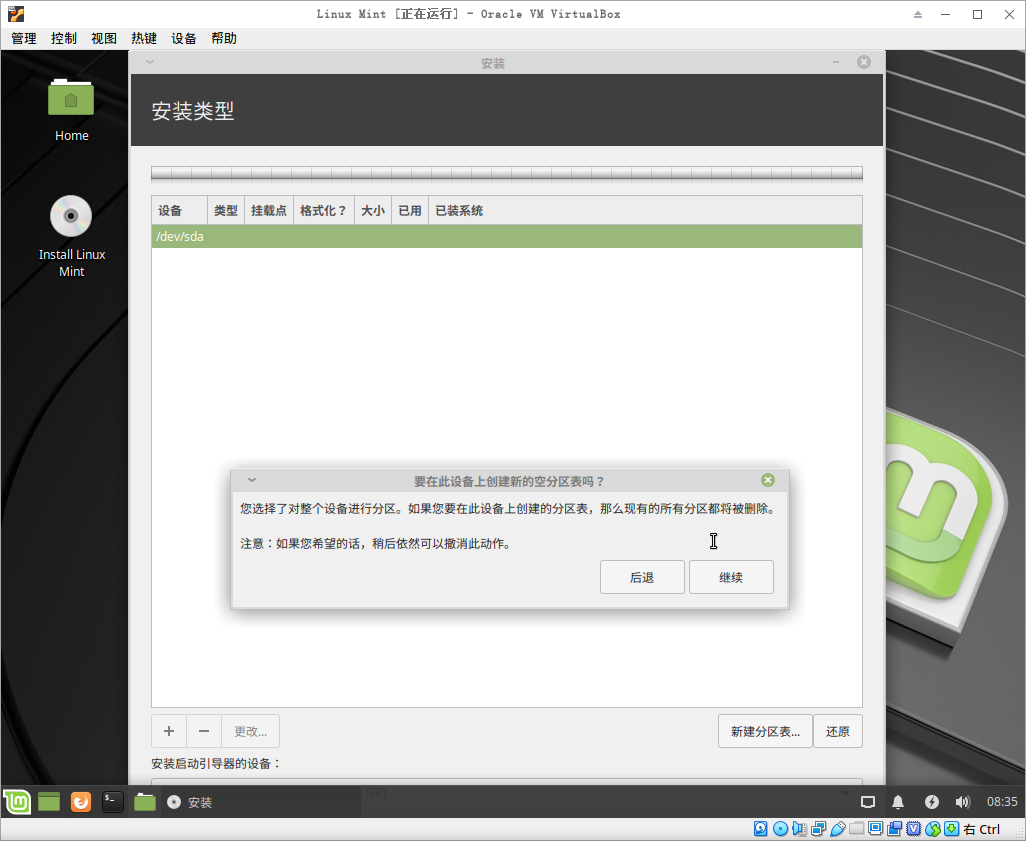 Linux Mint [正在运行] - Oracle VM VirtualBox
管理 控制 视图 热键 设备 帮助
安装
安装类型
Home
Install Linux
Mint
设备 类型 挂载点 格式化？ 大小 已用 已装系统
/dev/sda
要在此设备上创建新的空分区表吗？
您选择了对整个设备进行分区。如果您要在此设备上创建的分区表，那么现有的所有分区都将被删除。
注意：如果您希望的话，稍后依然可以撤消此动作。
后退 继续
+ − 更改... 新建分区表... 还原
安装启动引导器的设备：
安装 08:35
右 Ctrl